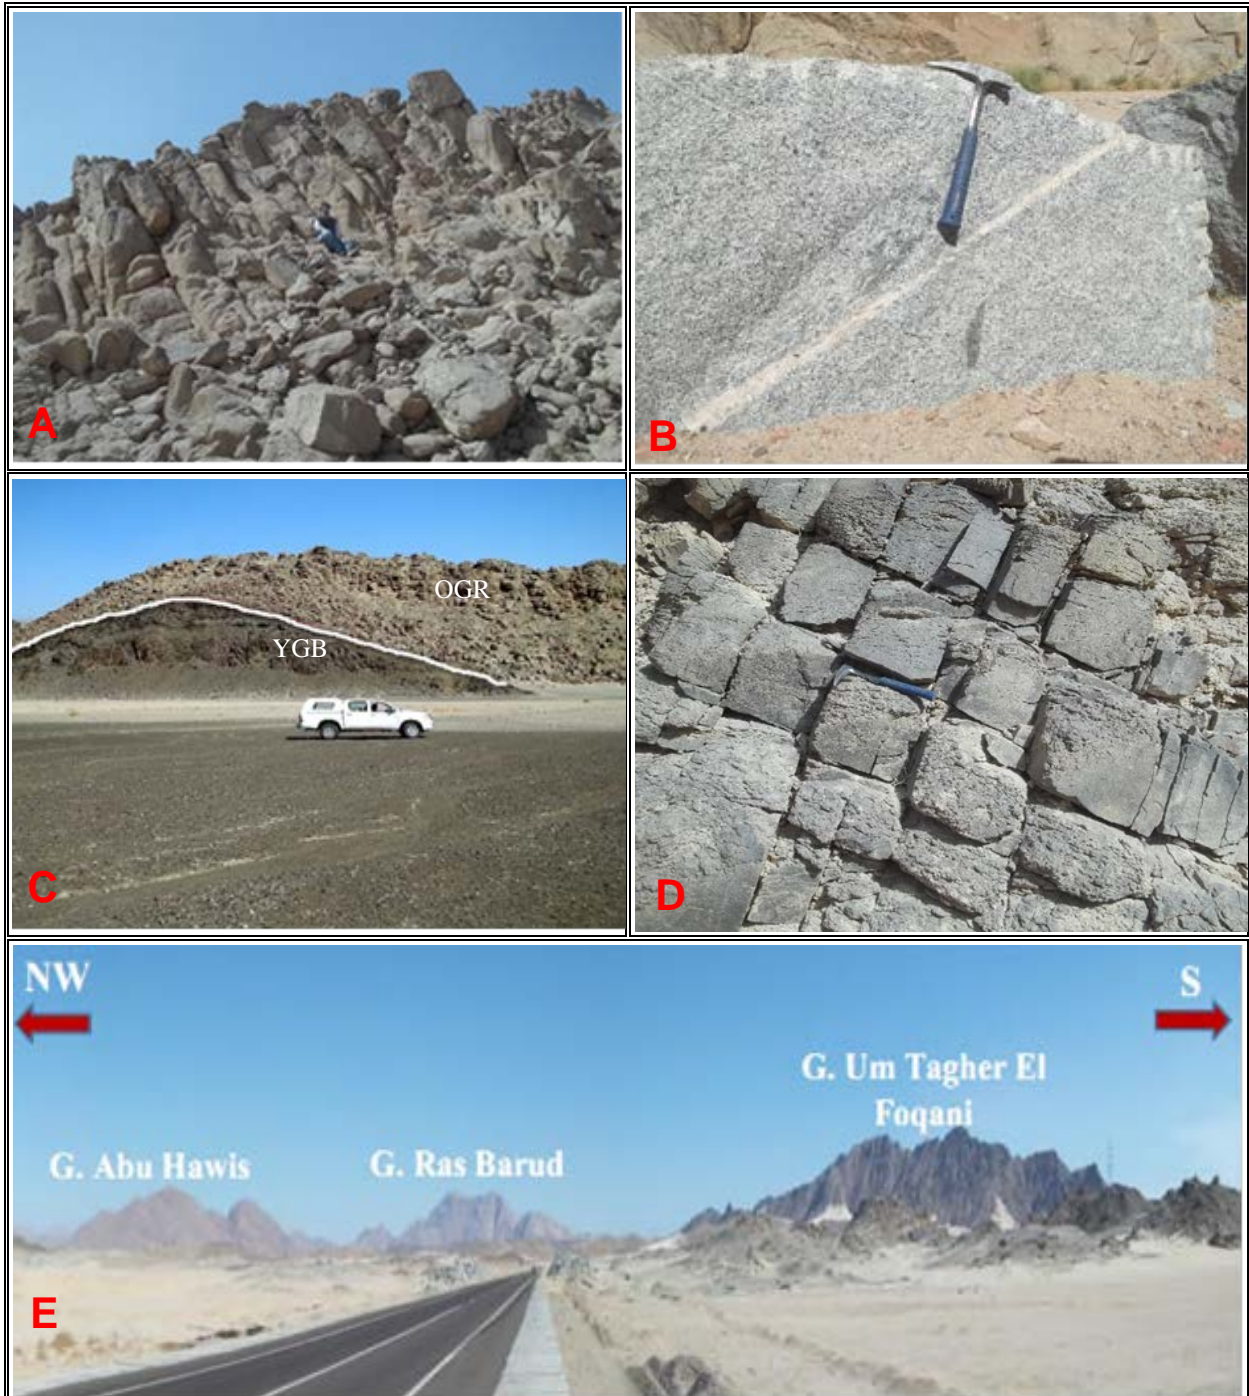 A
B
OGR
YGB
C
D
NW
S
G. Um Tagher El
Foqani
G. Abu Hawis
G. Ras Barud
E